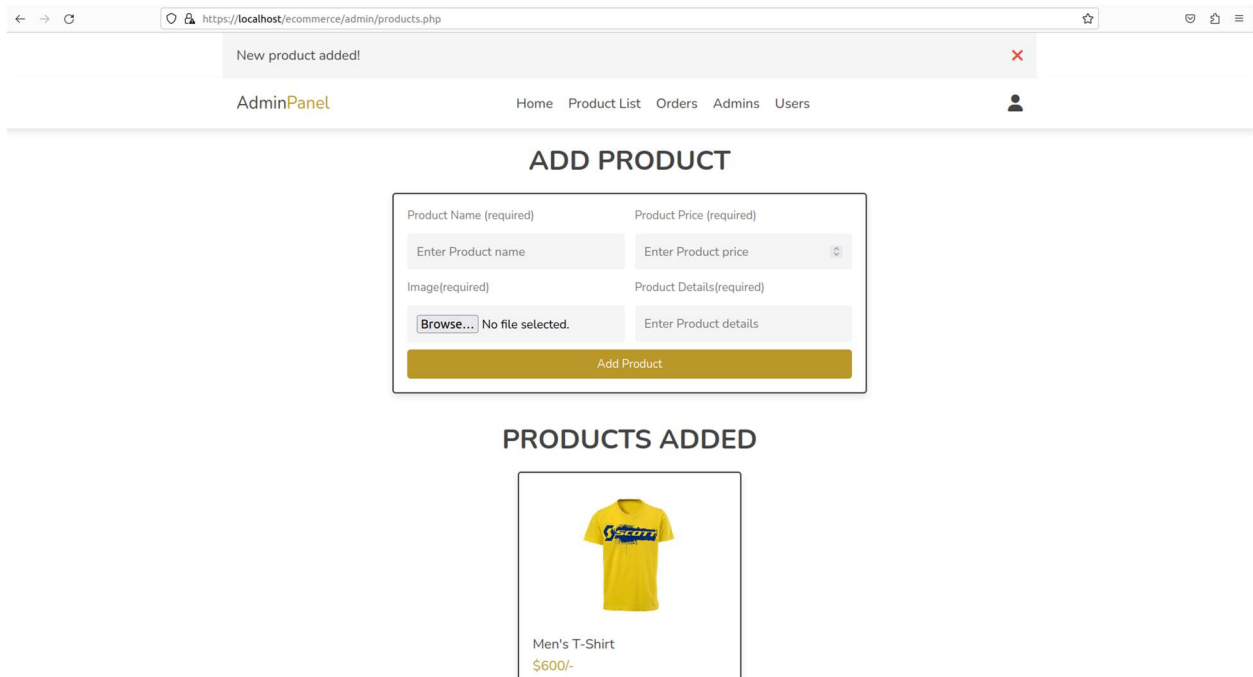 https://localhost/ecommerce/admin/products.php
New product added!
AdminPanel Home Product List Orders Admins Users
ADD PRODUCT
Product Name (required) Product Price (required)
Enter Product name Enter Product price
Image(required) Product Details(required)
Browse... No file selected. Enter Product details
Add Product
PRODUCTS ADDED
SCOTT
Men's T-Shirt
$600/-